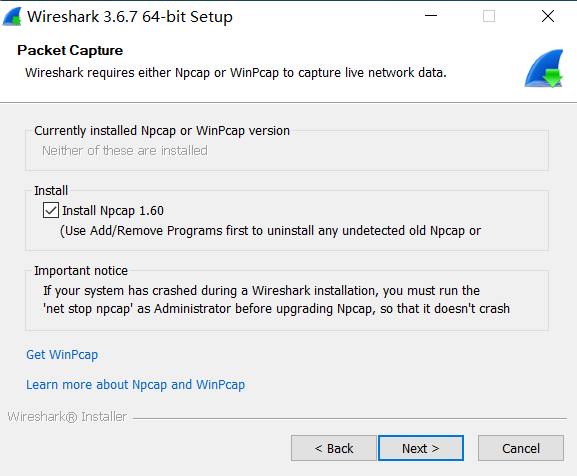 Wireshark 3.6.7 64-bit Setup
Packet Capture
Wireshark requires either Npcap or WinPcap to capture live network data.
Currently installed Npcap or WinPcap version
Neither of these are installed
Install
Install Npcap 1.60
(Use Add/Remove Programs first to uninstall any undetected old Npcap or
Important notice
If your system has crashed during a Wireshark installation, you must run the
'net stop npcap' as Administrator before upgrading Npcap, so that it doesn't crash
Get WinPcap
Learn more about Npcap and WinPcap
Wireshark® Installer
< Back
Next >
Cancel